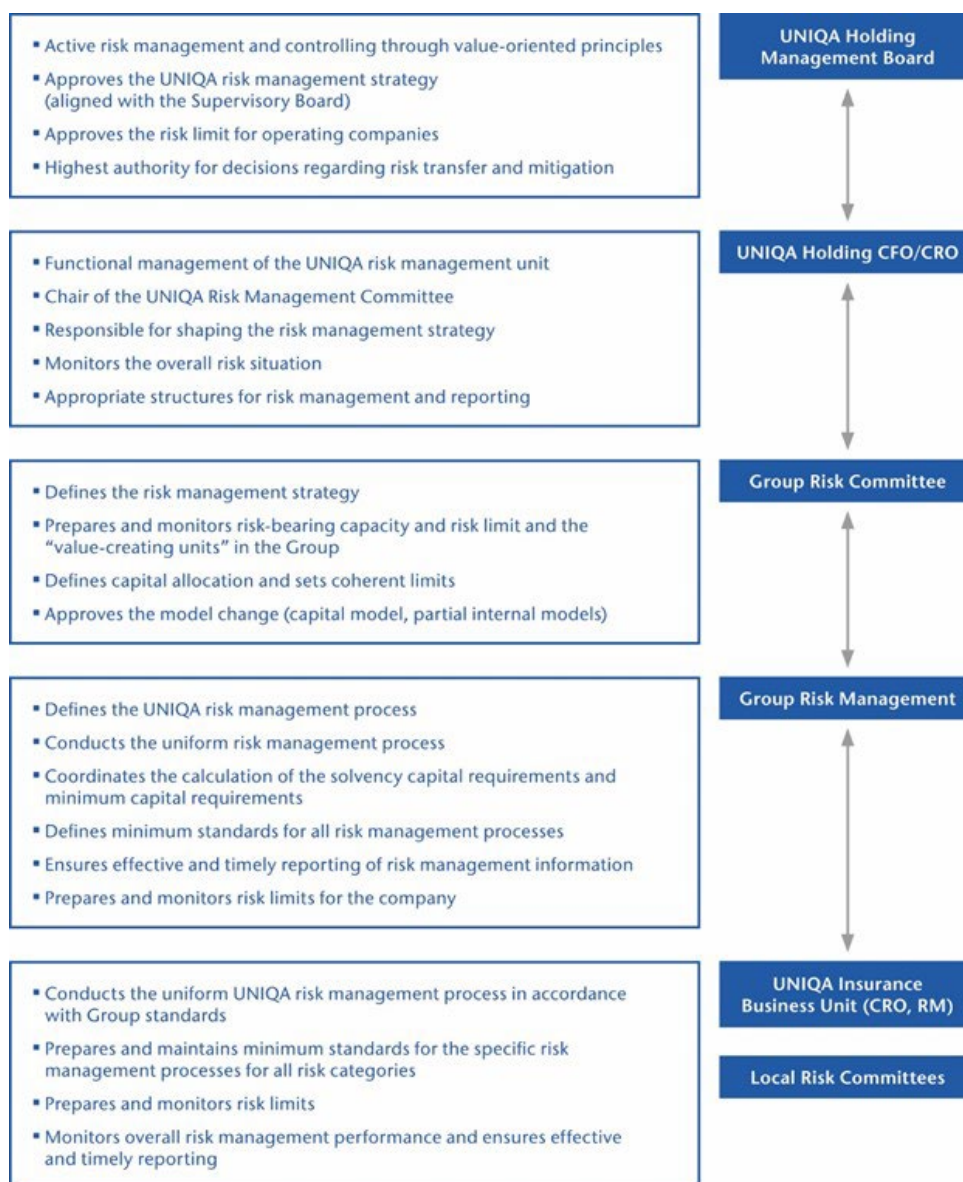 ▪ Active risk management and controlling through value-oriented principles
▪ Approves the UNIQA risk management strategy
(aligned with the Supervisory Board)
▪ Approves the risk limit for operating companies
▪ Highest authority for decisions regarding risk transfer and mitigation
UNIQA Holding
Management Board
▪ Functional management of the UNIQA risk management unit
▪ Chair of the UNIQA Risk Management Committee
▪ Responsible for shaping the risk management strategy
▪ Monitors the overall risk situation
▪ Appropriate structures for risk management and reporting
UNIQA Holding CFO/CRO
▪ Defines the risk management strategy
▪ Prepares and monitors risk-bearing capacity and risk limit and the
“value-creating units” in the Group
▪ Defines capital allocation and sets coherent limits
▪ Approves the model change (capital model, partial internal models)
Group Risk Committee
▪ Defines the UNIQA risk management process
▪ Conducts the uniform risk management process
▪ Coordinates the calculation of the solvency capital requirements and
minimum capital requirements
▪ Defines minimum standards for all risk management processes
▪ Ensures effective and timely reporting of risk management information
▪ Prepares and monitors risk limits for the company
Group Risk Management
▪ Conducts the uniform UNIQA risk management process in accordance
with Group standards
▪ Prepares and maintains minimum standards for the specific risk
management processes for all risk categories
▪ Prepares and monitors risk limits
▪ Monitors overall risk management performance and ensures effective
and timely reporting
UNIQA Insurance
Business Unit (CRO, RM)
Local Risk Committees